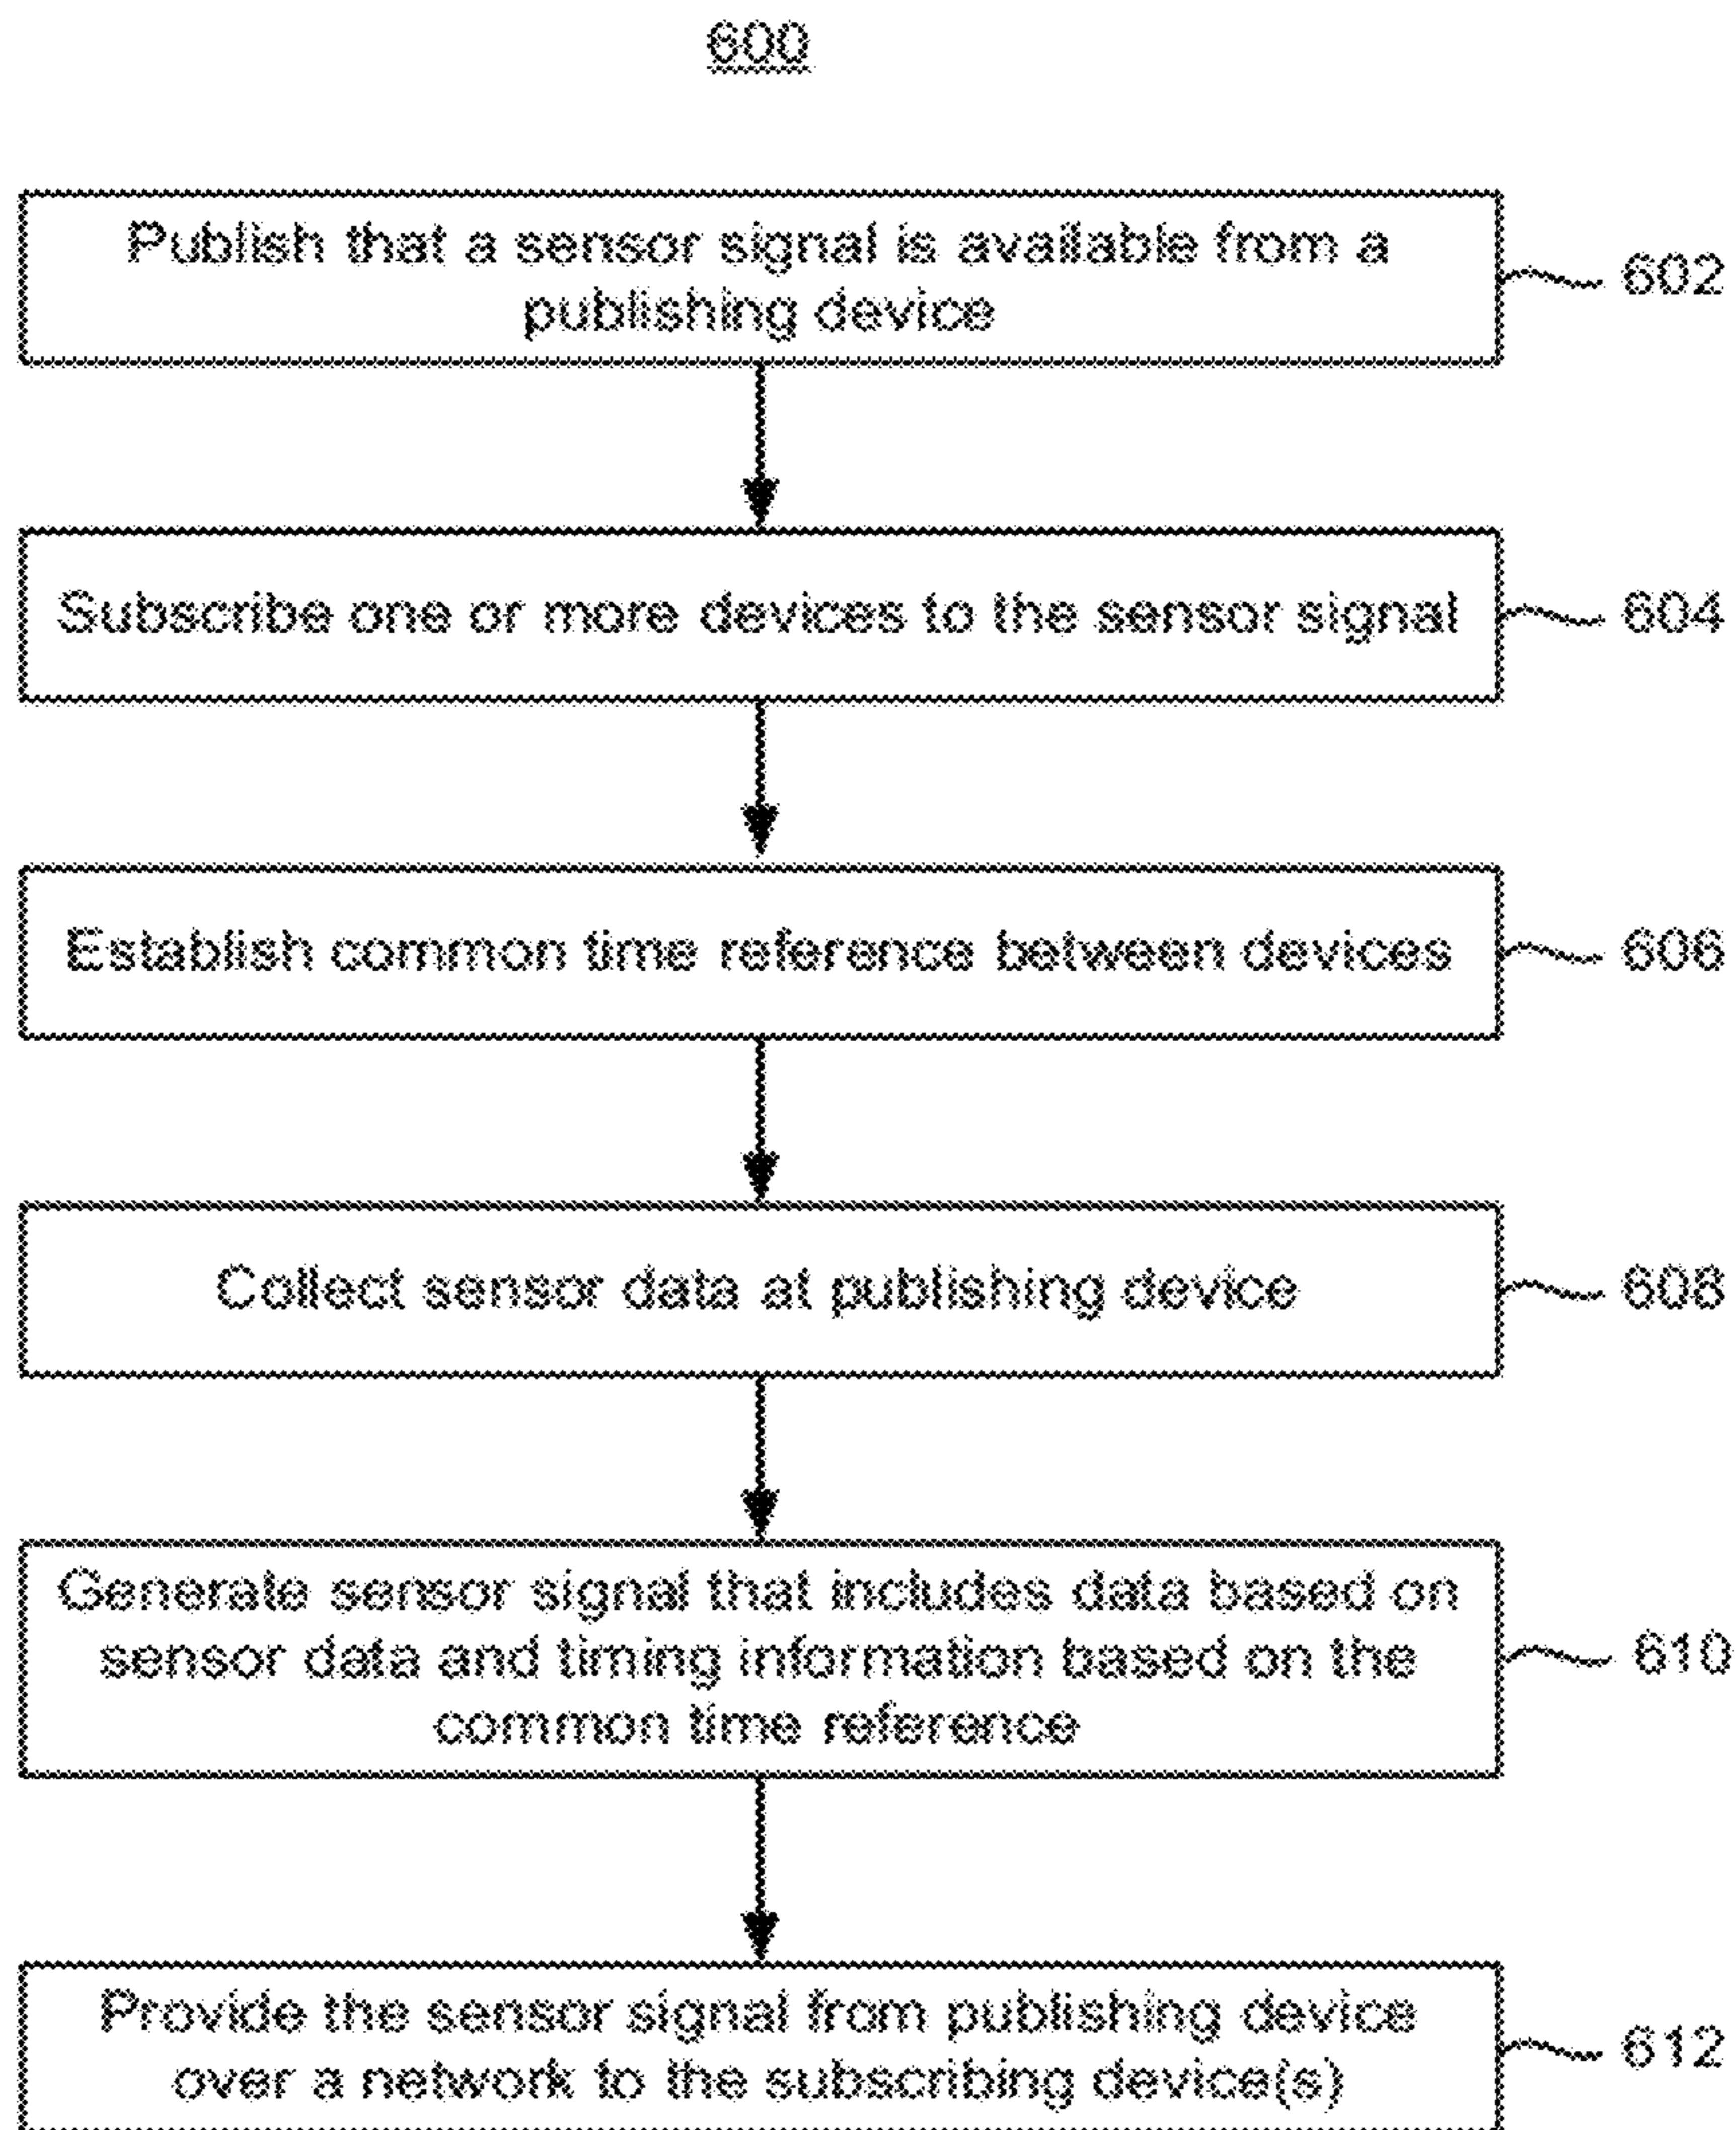 600
Publish that a sensor signal is available from a
publishing device
602
Subscribe one or more devices to the sensor signal
604
Establish common time reference between devices
606
Collect sensor data at publishing device
608
Generate sensor signal that includes data based on
sensor data and timing information based on the
common time reference
610
Provide the sensor signal from publishing device
over a network to the subscribing device(s)
612